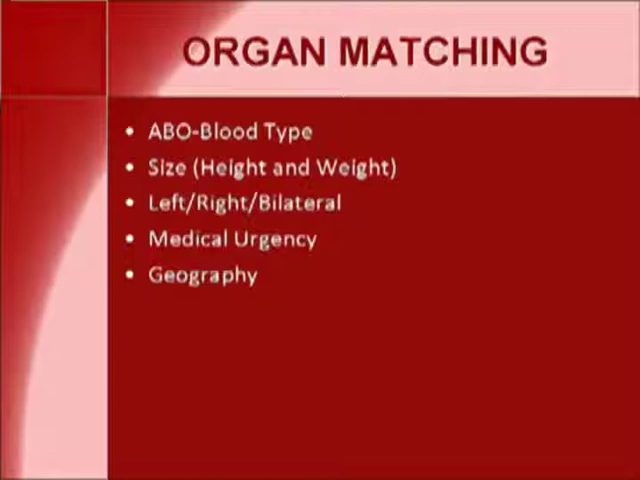 ORGAN MATCHING
• ABO-Blood Type
• Size (Height and Weight)
• Left/Right/Bilateral
• Medical Urgency
• Geography